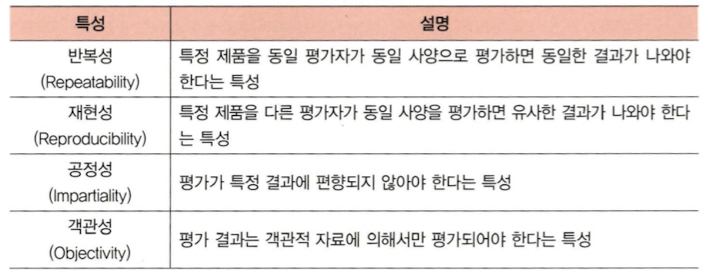 특성 설명
반복성
(Repeatability)
특정 제품을 동일 평가자가 동일 사양으로 평가하면 동일한 결과가 나와야
한다는 특성
재현성
(Reproducibility)
특정 제품을 다른 평가자가 동일 사양을 평가하면 유사한 결과가 나와야 한다
는 특성
공정성
(Impartiality)
평가가 특정 결과에 편향되지 않아야 한다는 특성
객관성
(Objectivity)
평가 결과는 객관적 자료에 의해서만 평가되어야 한다는 특성